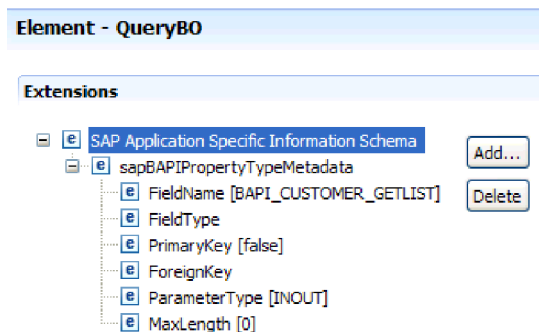 Element - QueryBO
Extensions
SAP Application Specific Information Schema
Add...
sapBAPIPropertyTypeMetadata
FieldName [BAPI_CUSTOMER_GETLIST]
Delete
FieldType
PrimaryKey [false]
ForeignKey
ParameterType [INOUT]
MaxLength [0]